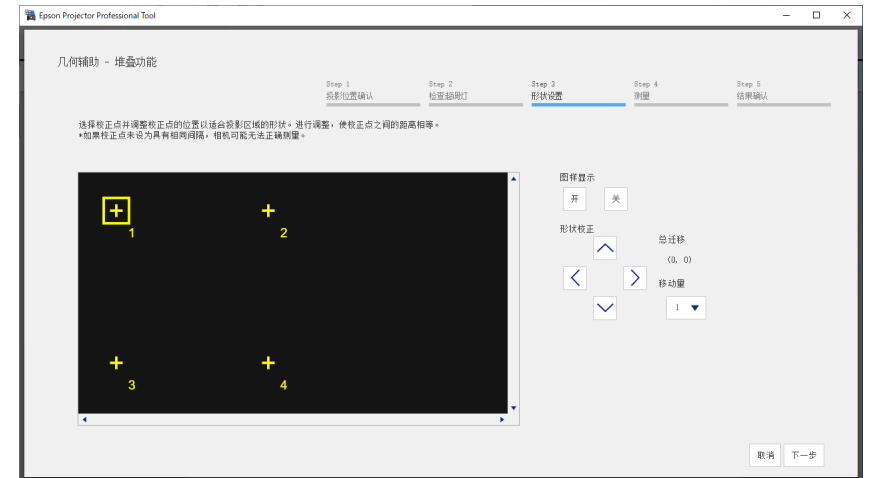 Epson Projector Professional Tool
几何辅助 - 堆叠功能
Step 1
投影位置确认
Step 2
检查超殿灯
Step 3
形状设置
Step 4
测量
Step 5
结果确认
选择校正点并调整校正点的位置以适合投影区域的形状。进行调整，使校正点之间的距离相等。
*如果校正点未设为具有相同间隔，相机可能无法正确测量。
1
2
3
4
图样显示
开
关
形状校正
总迁移
(0, 0)
移动量
1
取消
下一步